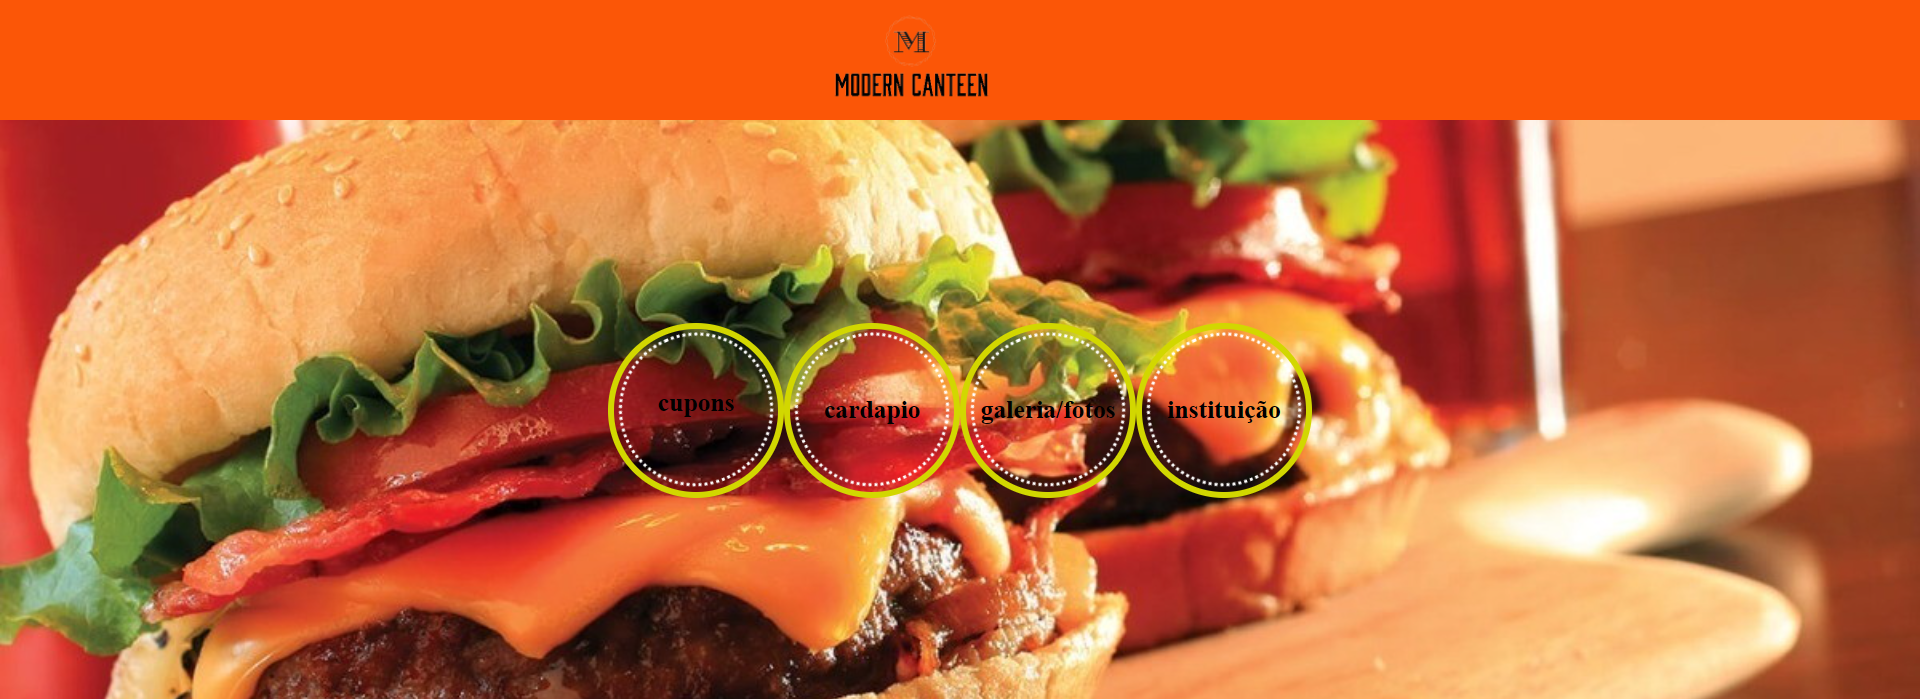 M
MODERN CANTEEN
cupons
cardapio
galeria/fotos
instituição